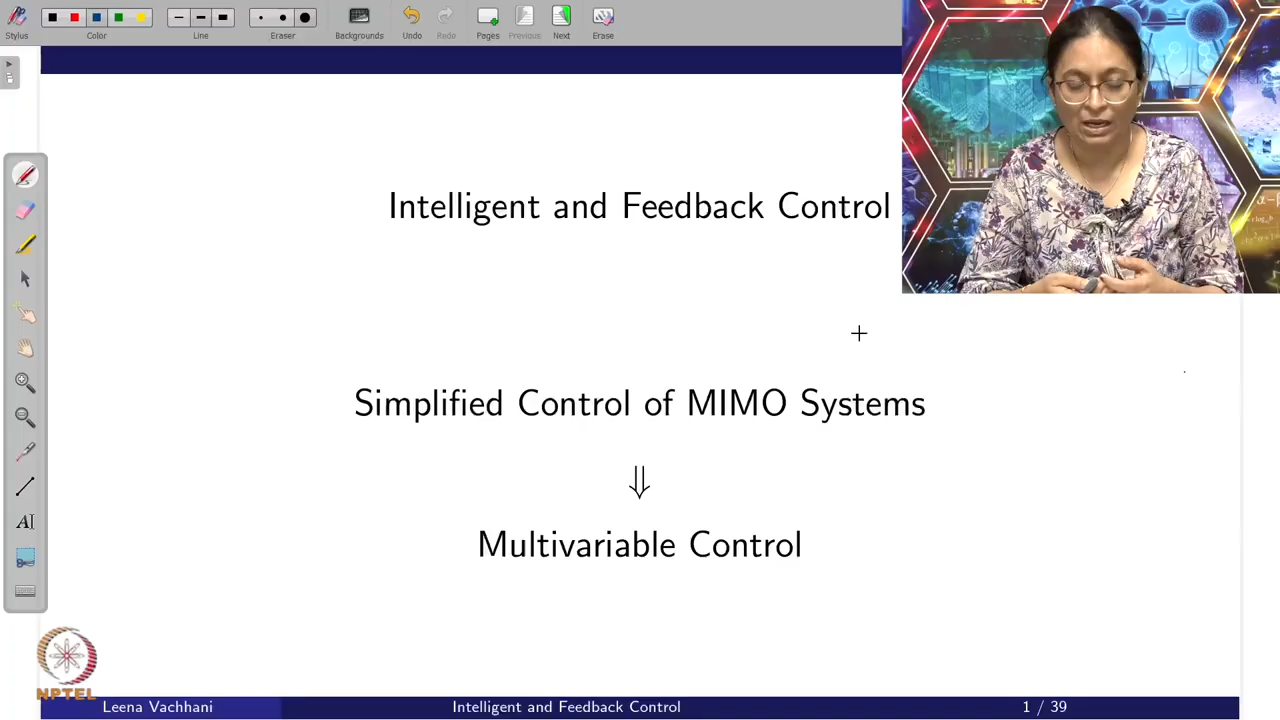 Stylus
Color
Line
Eraser
Backgrounds
Undo
Redo
Pages
Previous
Next
Erase
Intelligent and Feedback Control
Simplified Control of MIMO Systems
⇓
Multivariable Control
NPTEL
Leena Vachhani
Intelligent and Feedback Control
1 / 39